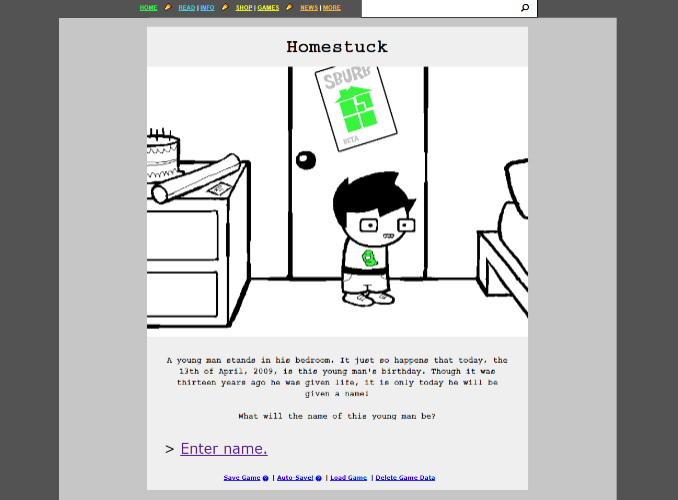 HOME READ | INFO SHOP | GAMES NEWS | MORE
Homestuck
SBURB
BETA
A young man stands in his bedroom. It just so happens that today, the
13th of April, 2009, is this young man's birthday. Though it was
thirteen years ago he was given life, it is only today he will be
given a name!
What will the name of this young man be?
> Enter name.
Save Game ? | Auto-Save! ? | Load Game | Delete Game Data